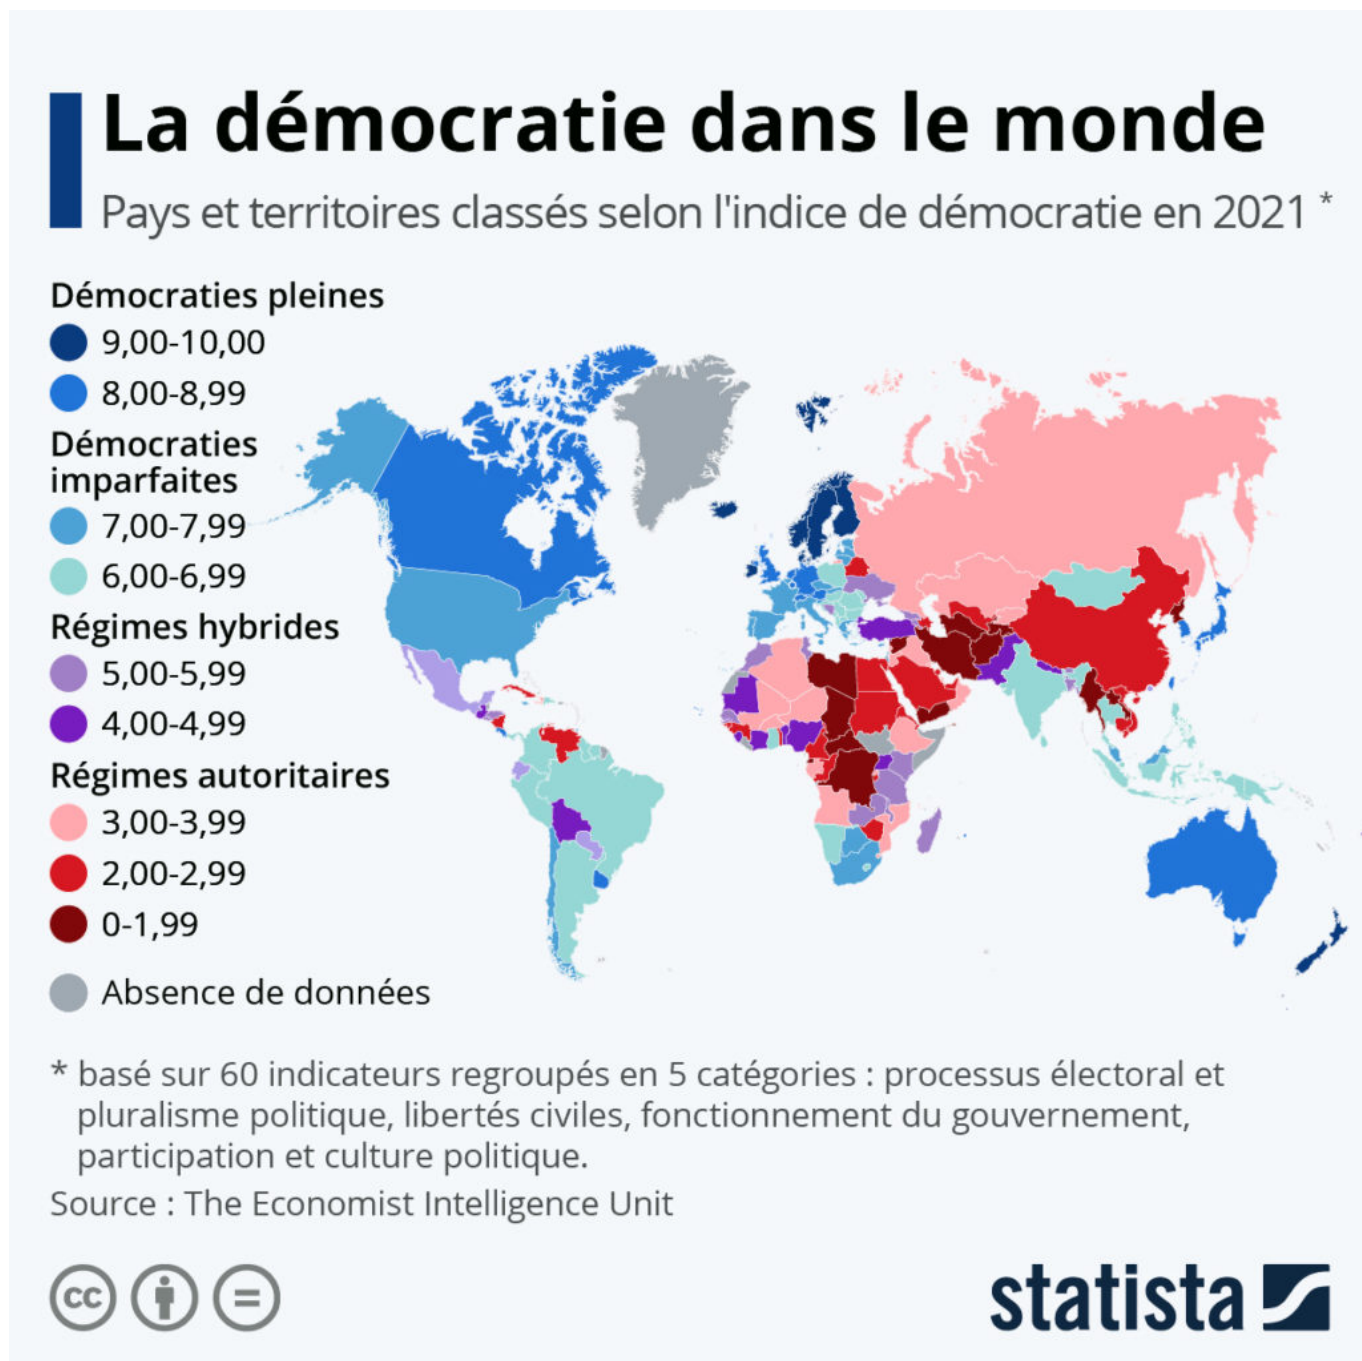 La démocratie dans le monde
Pays et territoires classés selon l'indice de démocratie en 2021 *
Démocraties pleines
9,00-10,00
8,00-8,99
Démocraties
imparfaites
7,00-7,99
6,00-6,99
Régimes hybrides
5,00-5,99
4,00-4,99
Régimes autoritaires
3,00-3,99
2,00-2,99
0-1,99
Absence de données
* basé sur 60 indicateurs regroupés en 5 catégories : processus électoral et
pluralisme politique, libertés civiles, fonctionnement du gouvernement,
participation et culture politique.
Source : The Economist Intelligence Unit
cc
statista